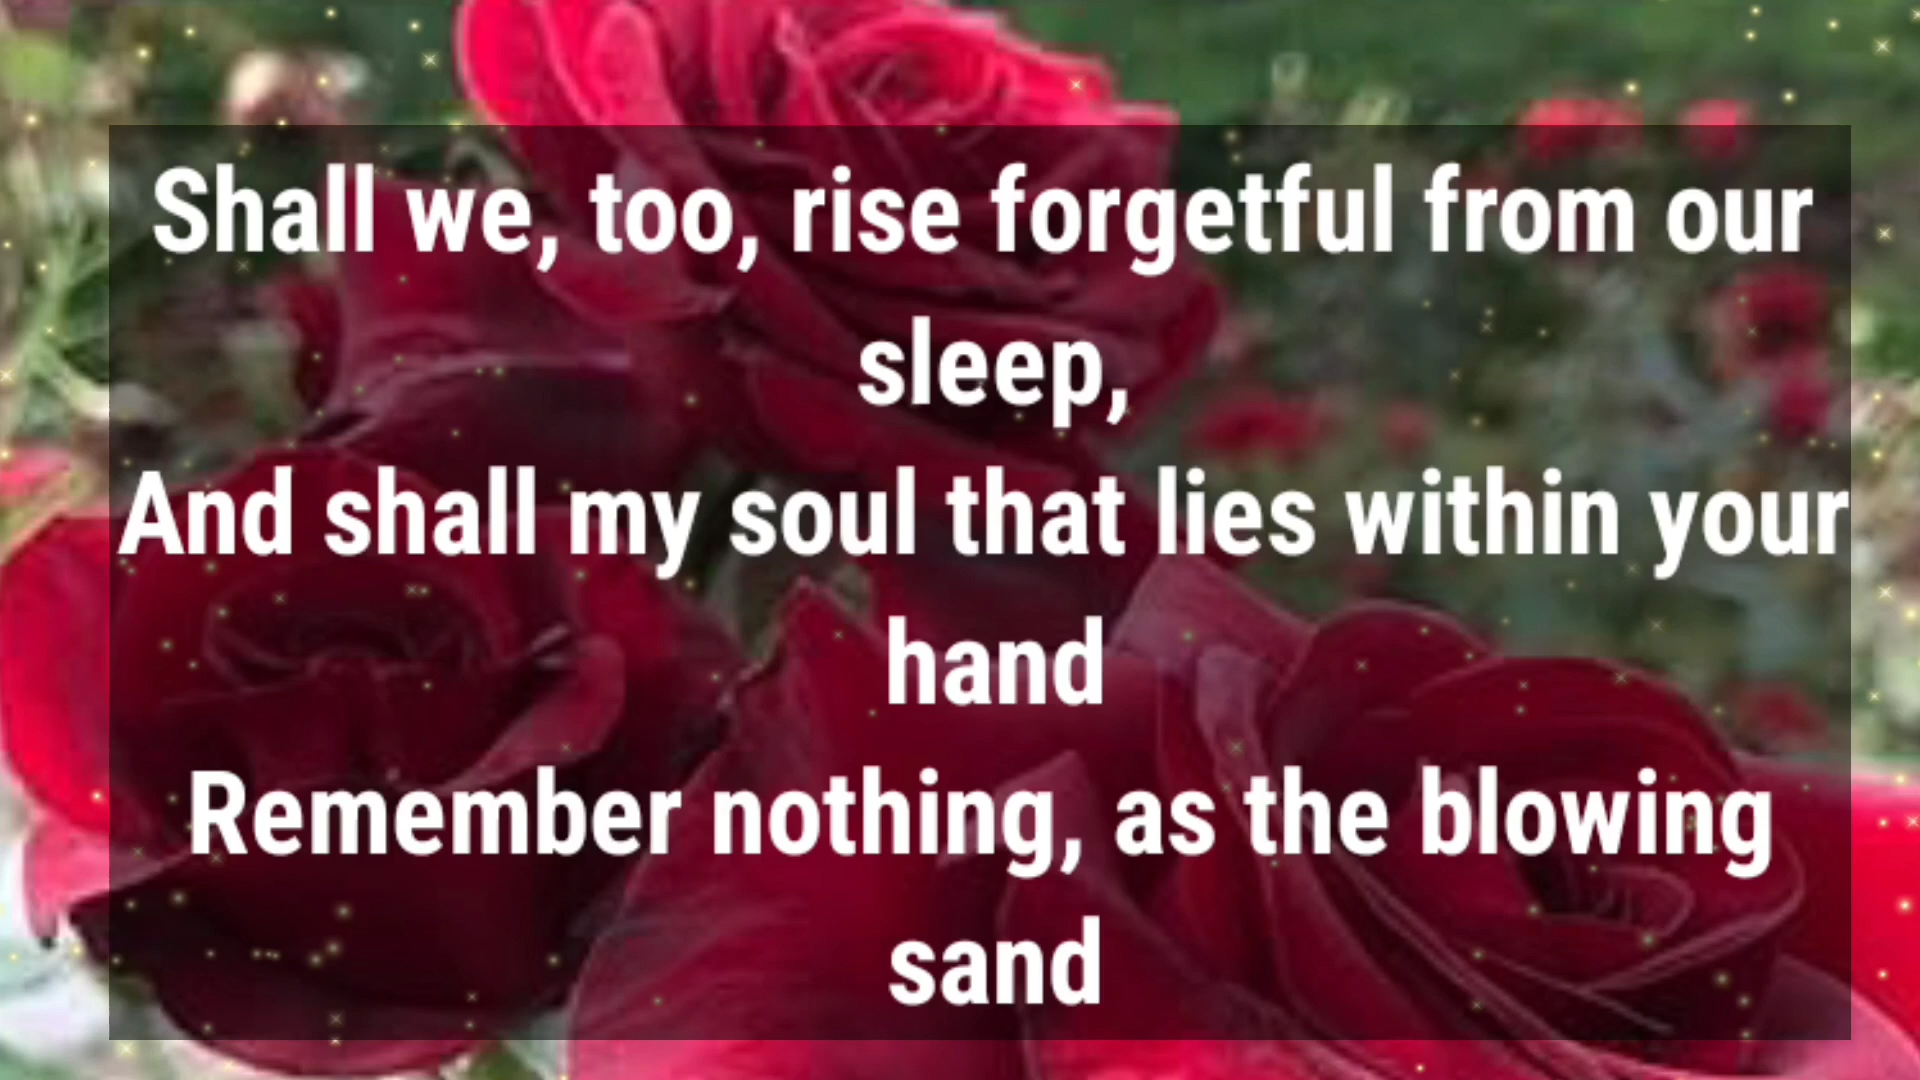 Shall we, too, rise forgetful from our
sleep,
And shall my soul that lies within your
hand
Remember nothing, as the blowing
sand